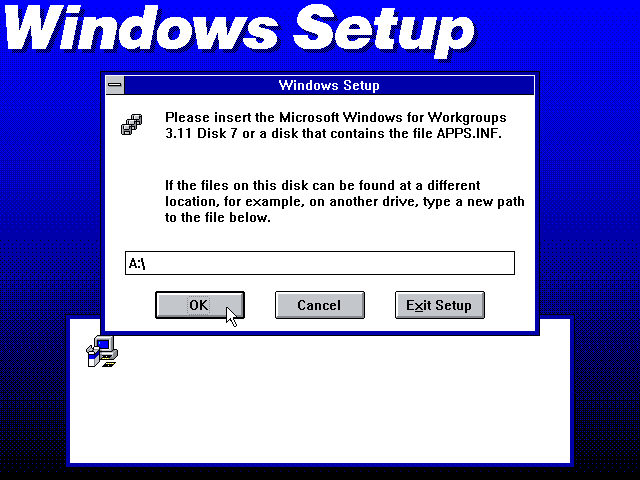 Windows Setup
Windows Setup
Please insert the Microsoft Windows for Workgroups
3.11 Disk 7 or a disk that contains the file APPS.INF.
If the files on this disk can be found at a different
location, for example, on another drive, type a new path
to the file below.
A:\
OK
Cancel
Exit Setup